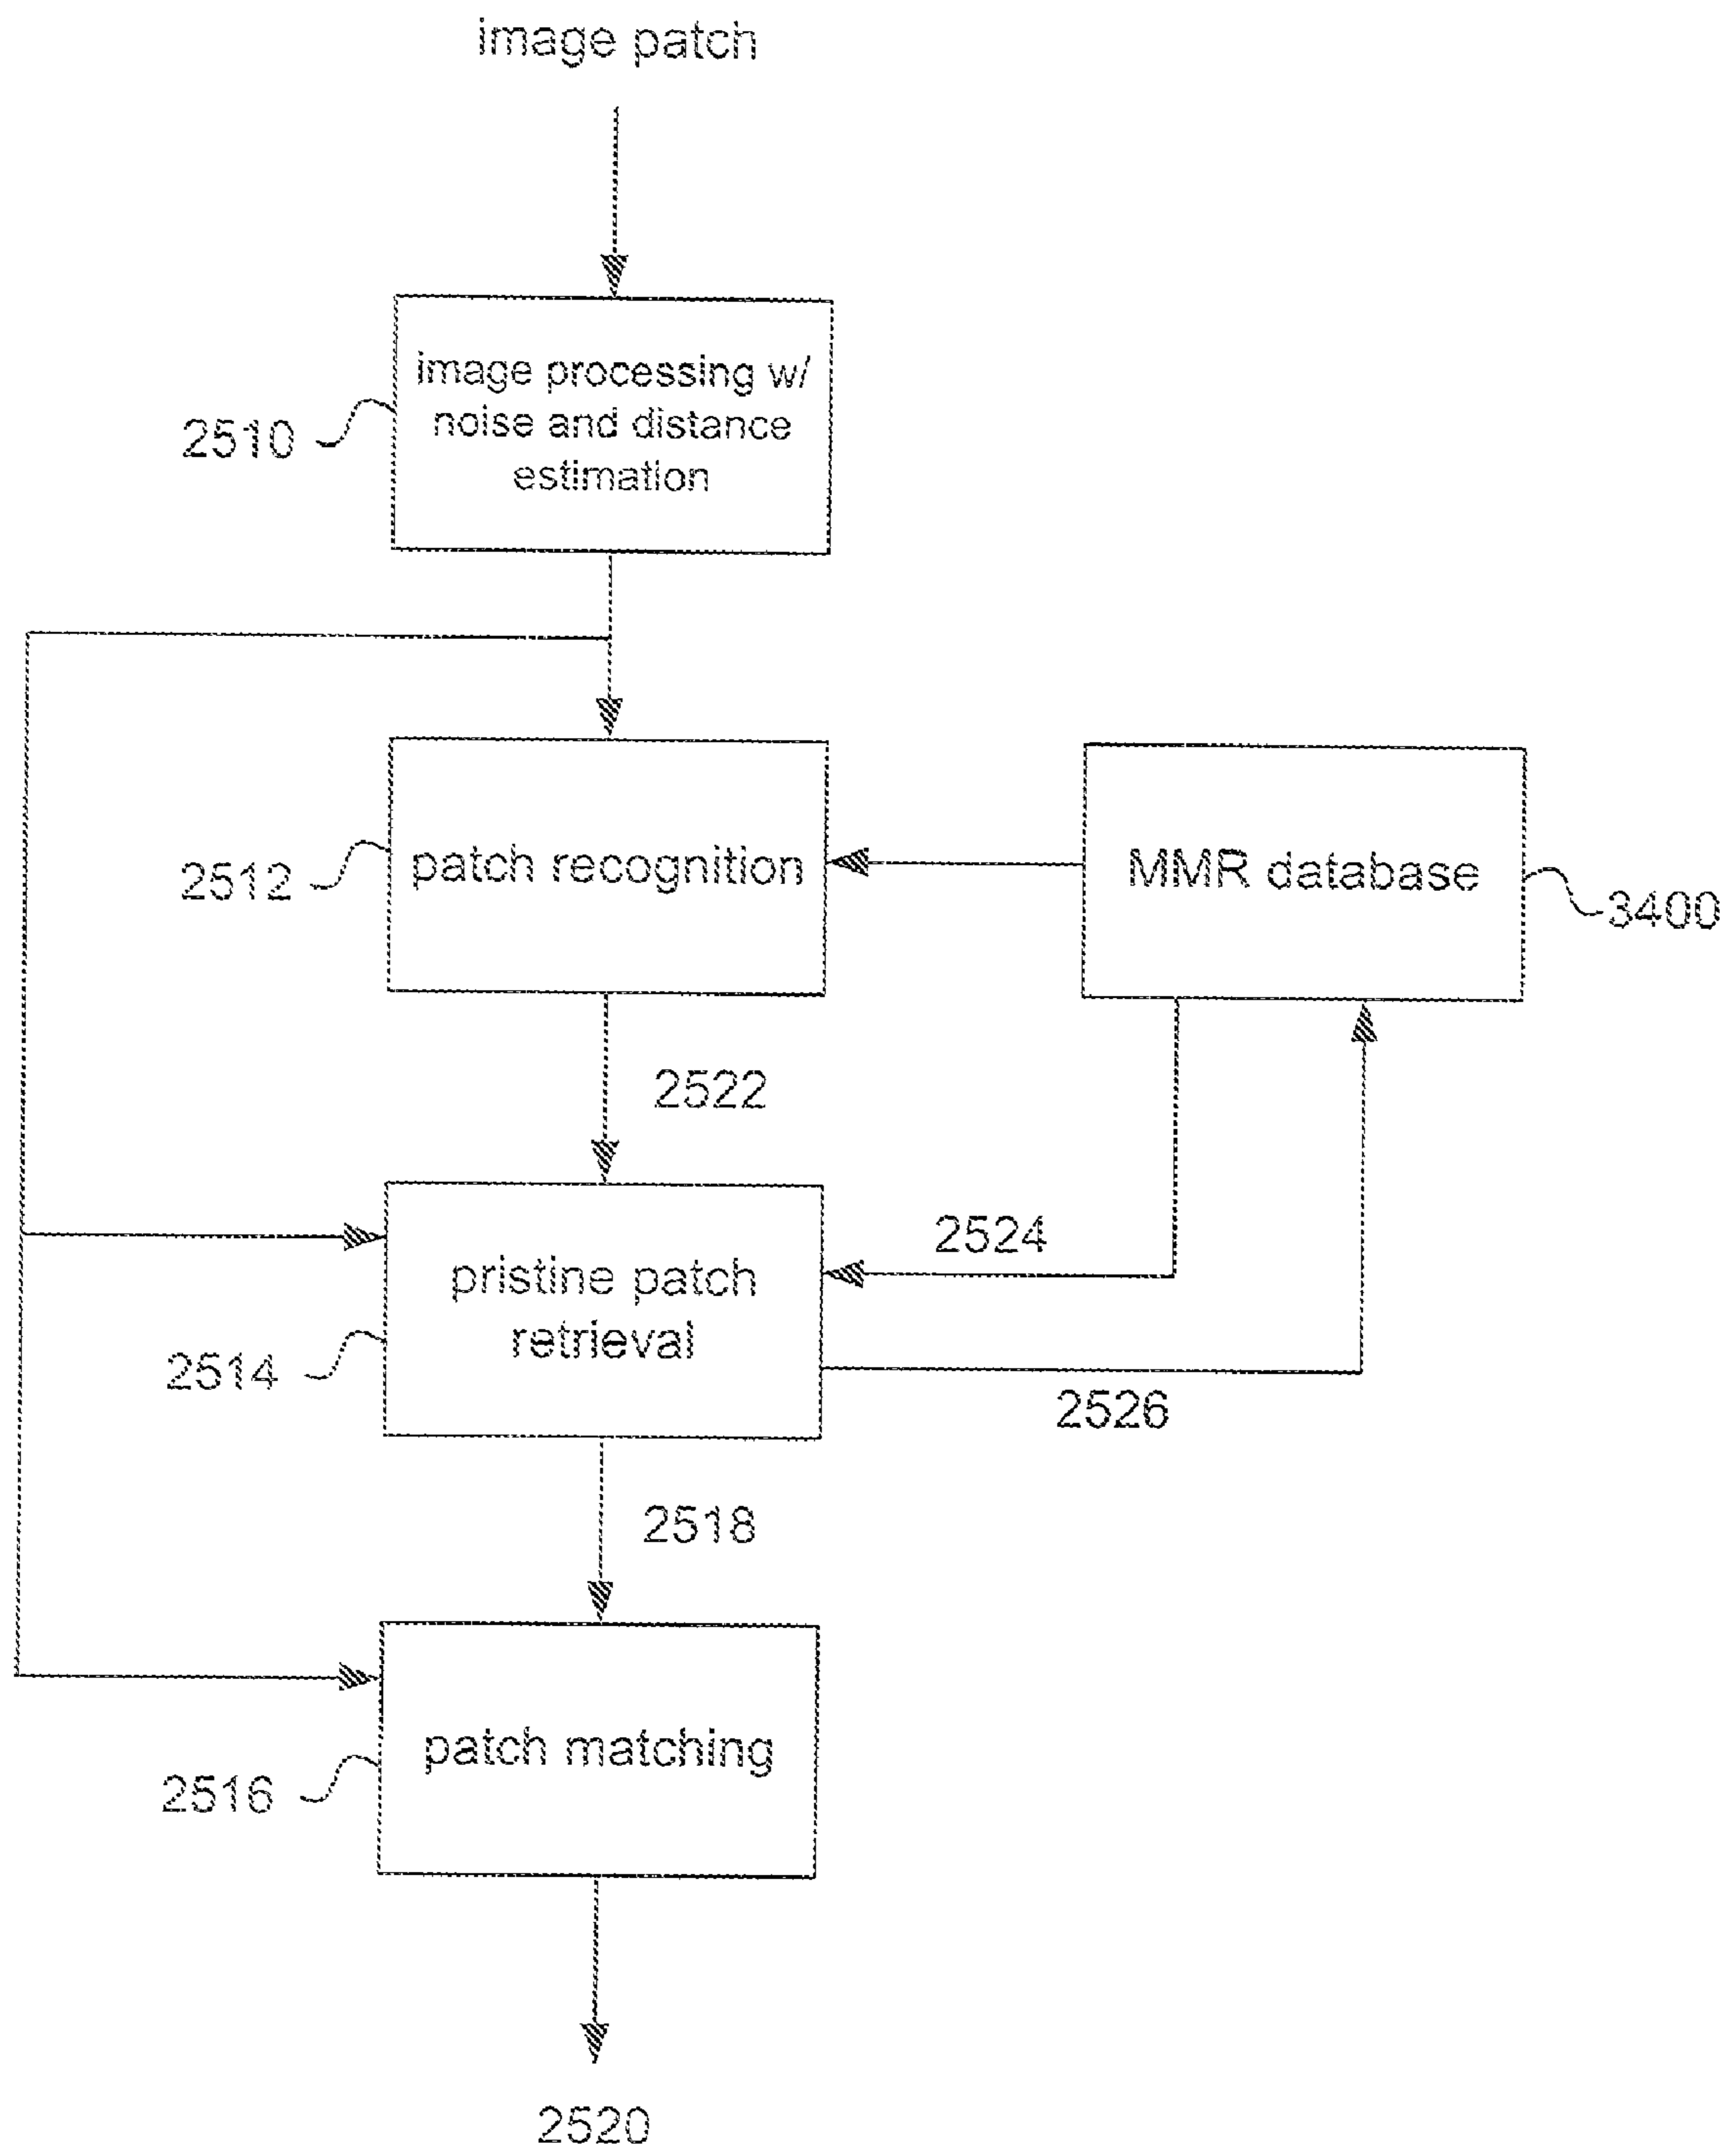 image patch
image processing w/
noise and distance
estimation
2510
patch recognition
2512
MMR database
3400
2522
pristine patch
retrieval
2514
2524
2526
2518
patch matching
2516
2520